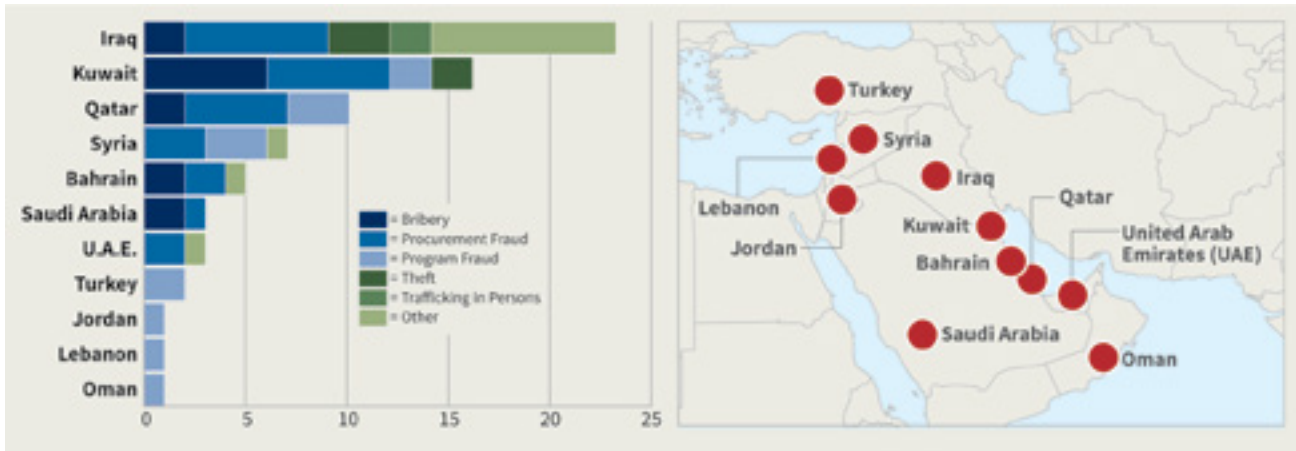 Iraq
Kuwait
Qatar
Syria
Bahrain
Saudi Arabia
U.A.E.
Turkey
Jordan
Lebanon
Oman
0 5 10 15 20 25
= Bribery
= Procurement Fraud
= Program Fraud
= Theft
= Trafficking In Persons
= Other
Turkey
Syria
Iraq
Lebanon
Qatar
Kuwait
Jordan
United Arab
Emirates (UAE)
Bahrain
Saudi Arabia
Oman